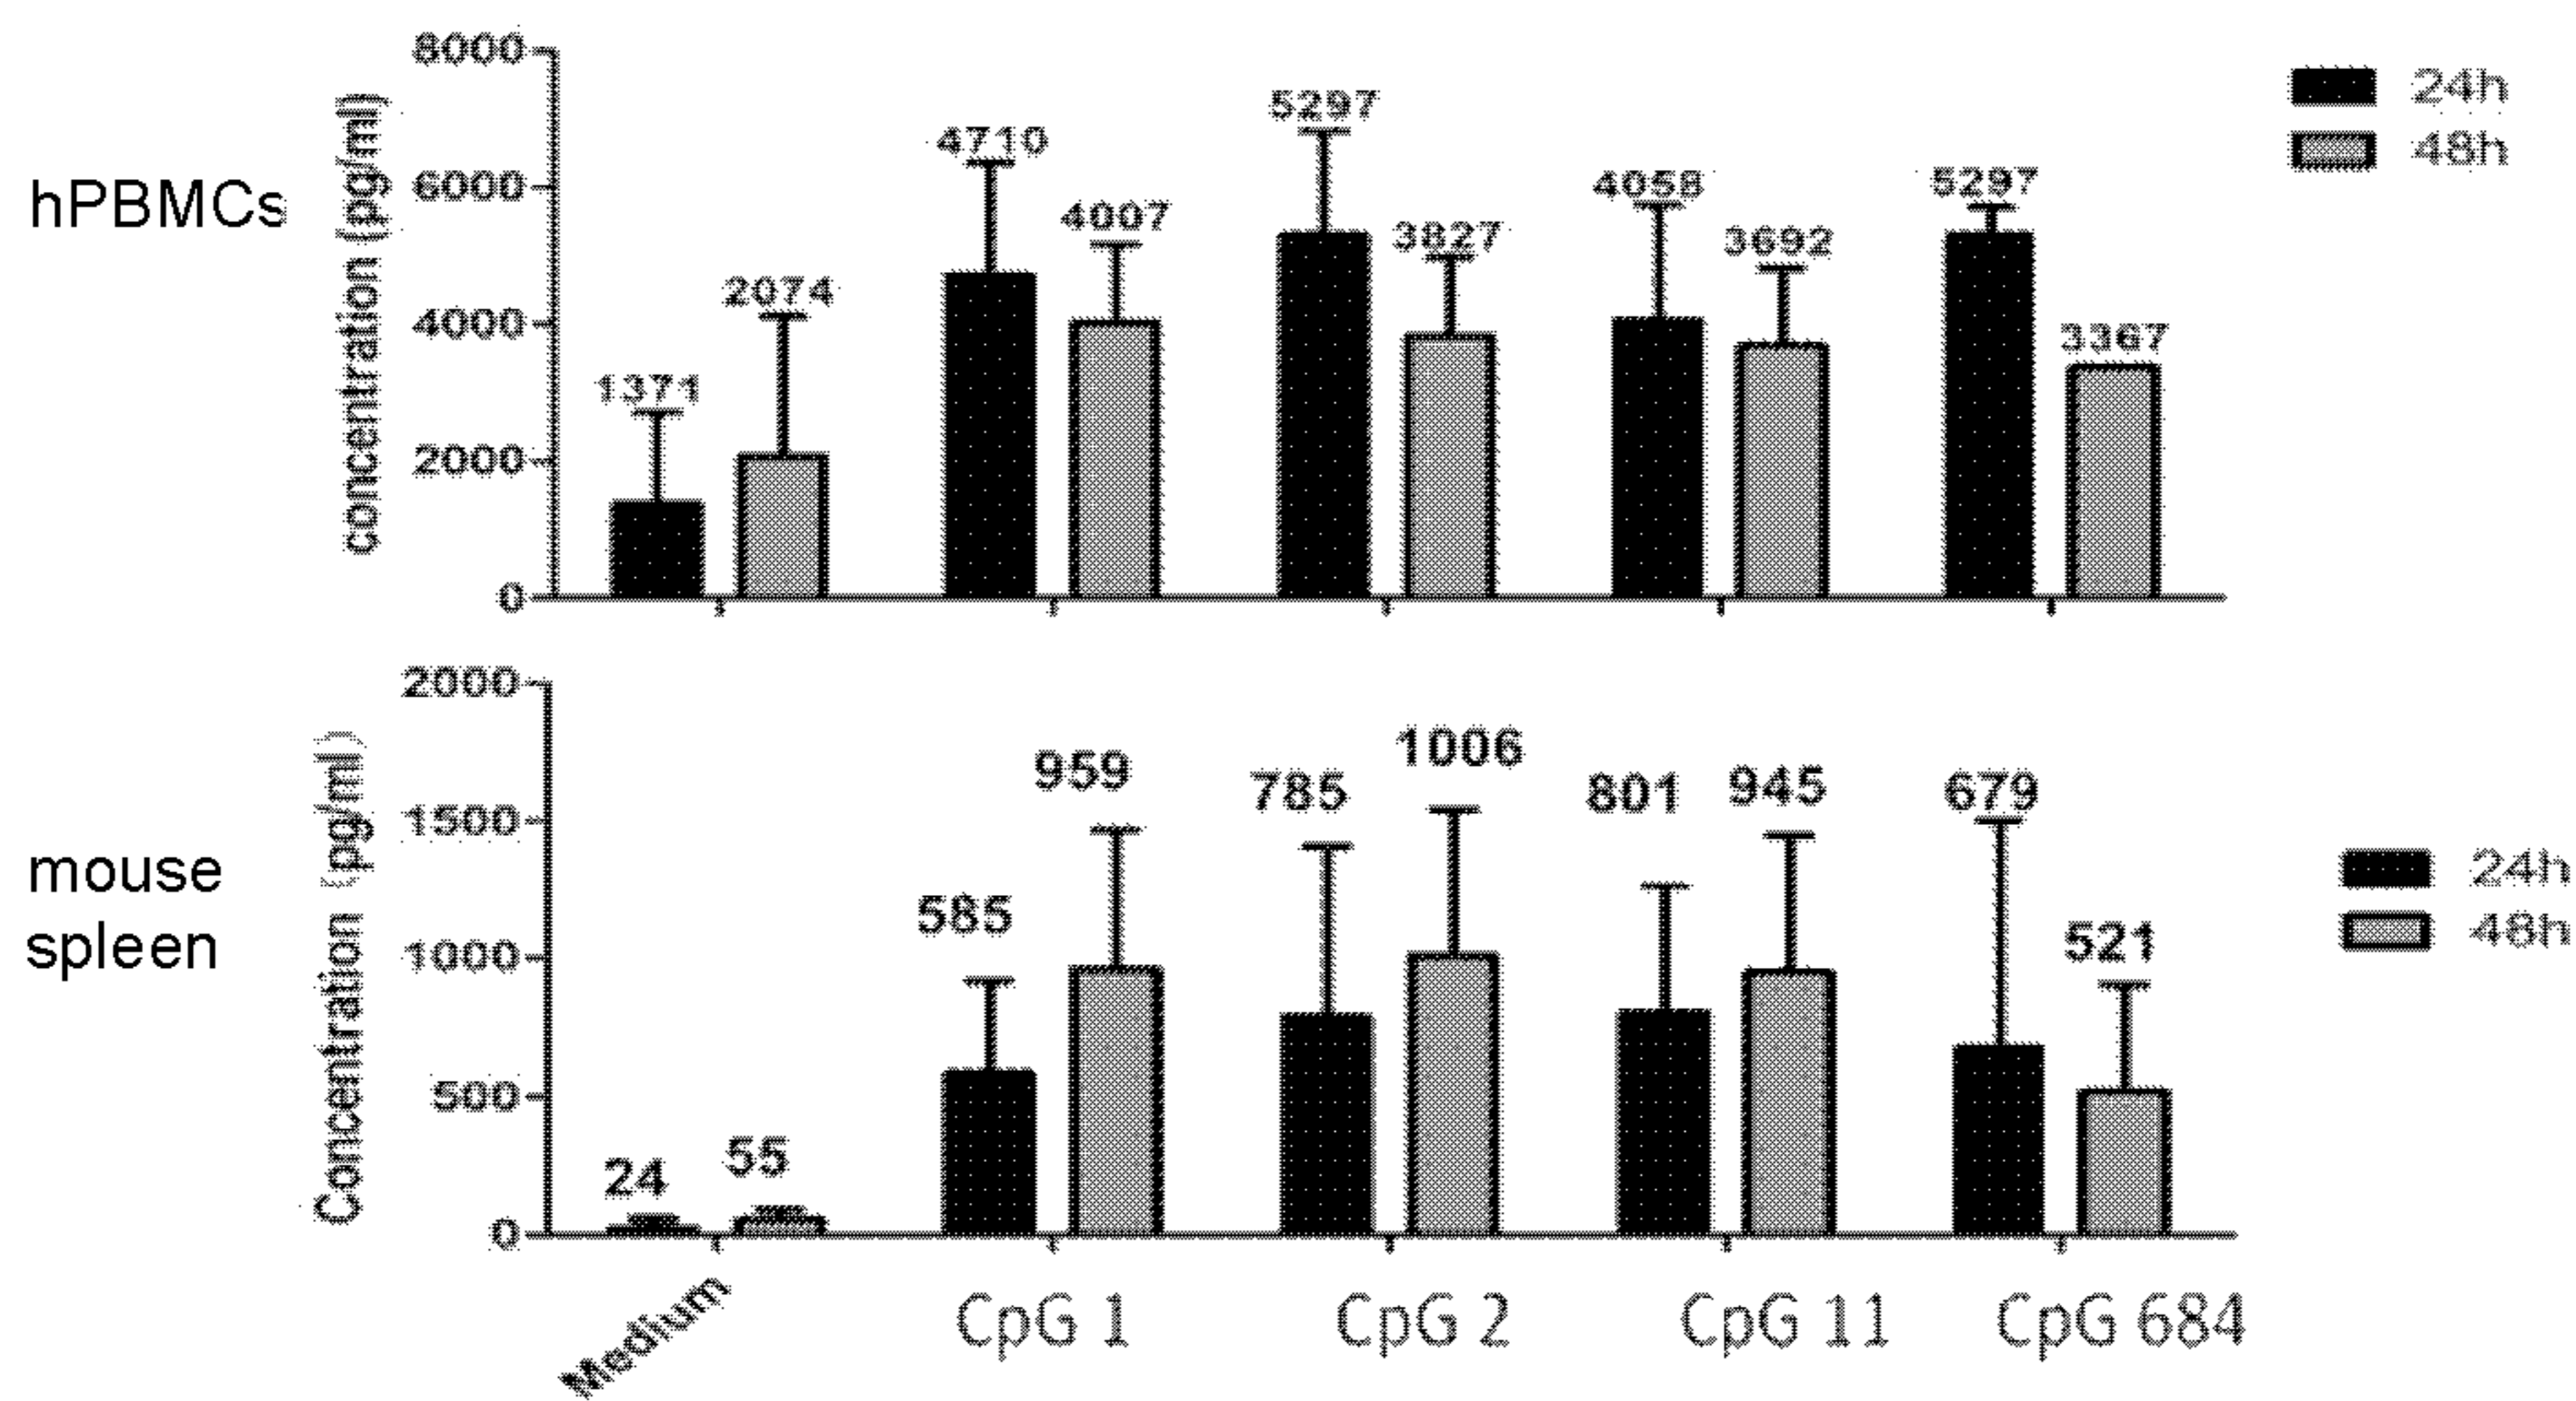 hPBMCs
concentration (pg/ml)
8000
6000
4000
2000
0
1371
2074
4710
4007
5297
3827
4058
3692
5297
3367
24h
48h
mouse
spleen
Concentration (pg/ml)
2000
1500
1000
500
0
24
55
585
959
785
1006
801
945
679
521
24h
48h
Medium
CpG 1
CpG 2
CpG 11
CpG 684